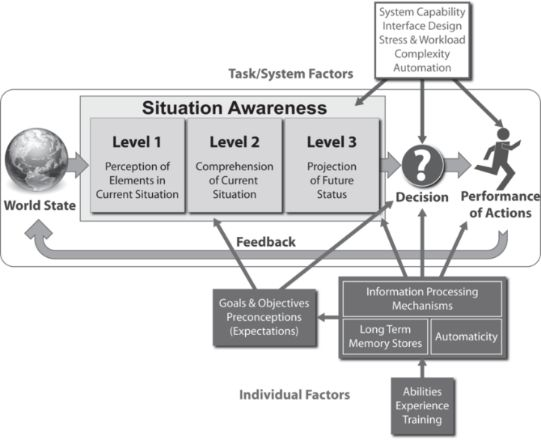 System Capability
Interface Design
Stress & Workload
Complexity
Automation
Task/System Factors
Situation Awareness
Level 1
Perception of
Elements in
Current Situation
Level 2
Comprehension
of Current
Situation
Level 3
Projection
of Future
Status
?
World State
Decision
Performance
of Actions
Feedback
Goals & Objectives
Preconceptions
(Expectations)
Information Processing
Mechanisms
Long Term
Memory Stores
Automaticity
Individual Factors
Abilities
Experience
Training